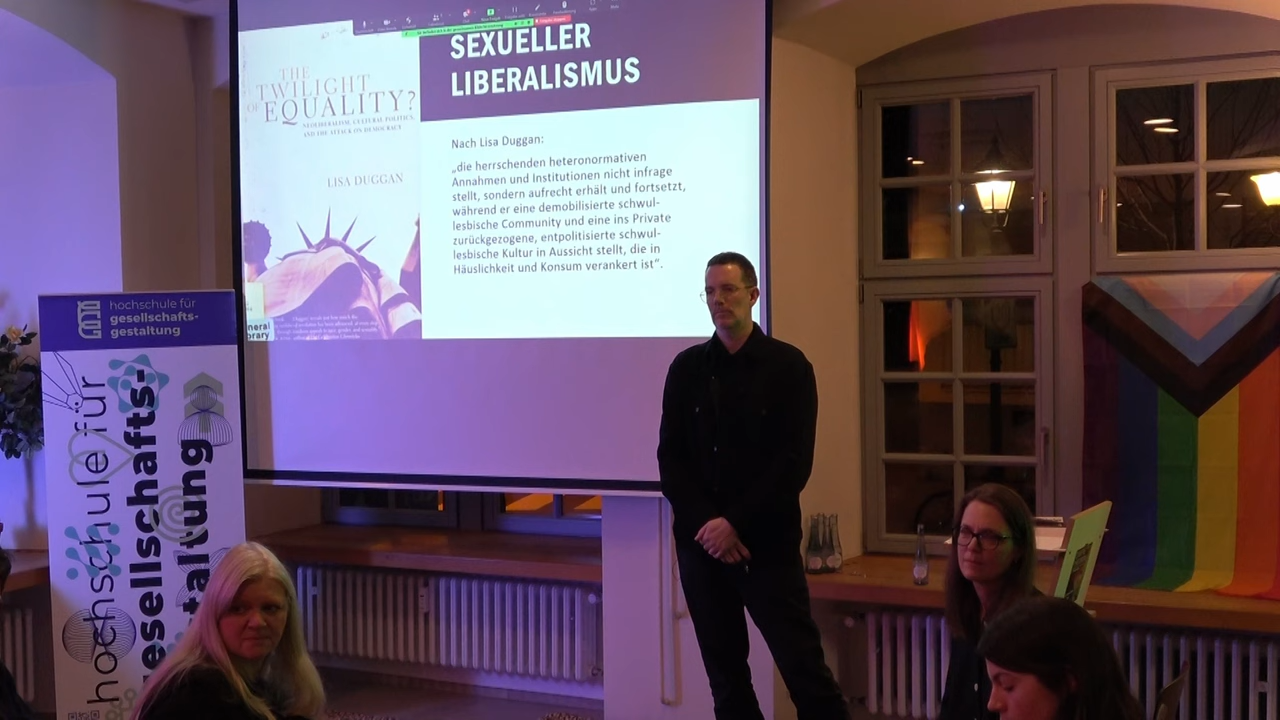 SEXUELLER
LIBERALISMUS
THE
TWILIGHT
OF EQUALITY?
NEOLIBERALISM, CULTURAL POLITICS,
AND THE ATTACK ON DEMOCRACY
LISA DUGGAN
Nach Lisa Duggan:
„die herrschenden heteronormativen
Annahmen und Institutionen nicht infrage
stellt, sondern aufrecht erhält und fortsetzt,
während er eine demobilisierte schwul-
lesbische Community und eine ins Private
zurückgezogene, entpolitisierte schwul-
lesbische Kultur in Aussicht stellt, die in
Häuslichkeit und Konsum verankert ist“.
hochschule für
gesellschafts-
gestaltung
hochschule für
gesellschafts-